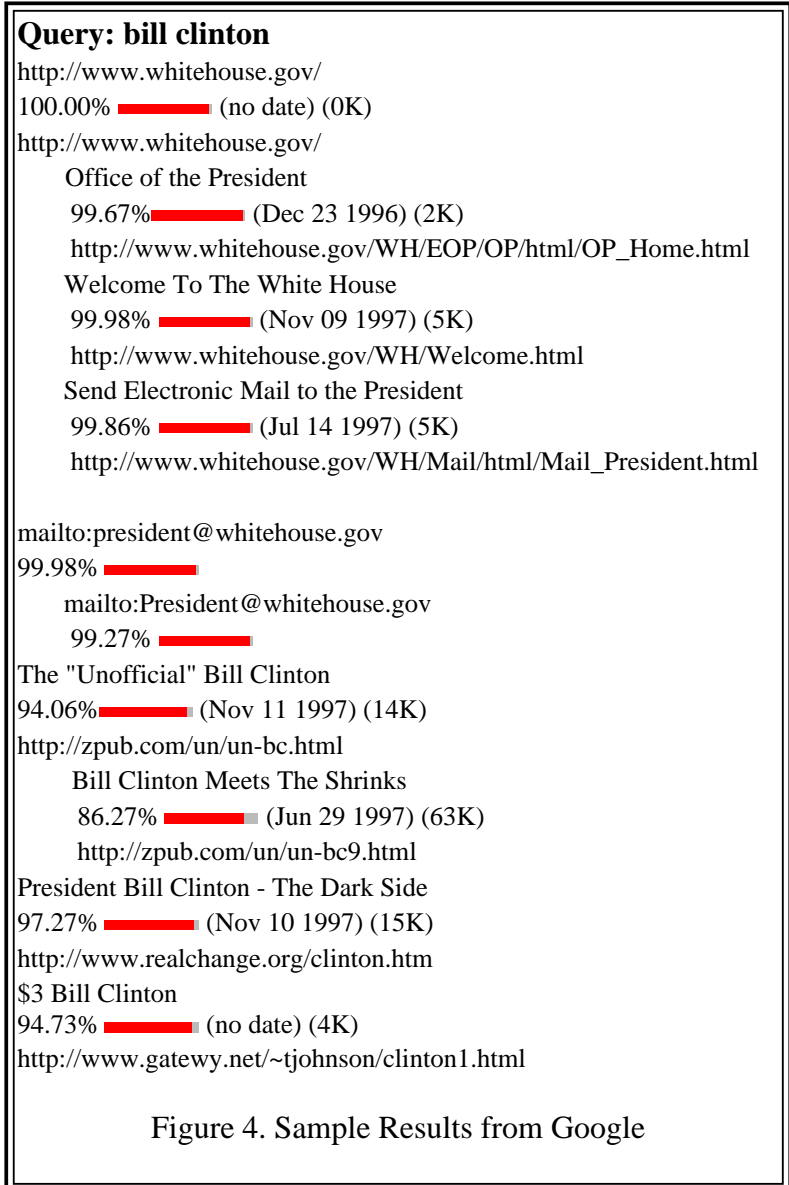 Query: bill clinton
http://www.whitehouse.gov/
100.00% (no date) (0K)
http://www.whitehouse.gov/
Office of the President
99.67% (Dec 23 1996) (2K)
http://www.whitehouse.gov/WH/EOP/OP/html/OP_Home.html
Welcome To The White House
99.98% (Nov 09 1997) (5K)
http://www.whitehouse.gov/WH/Welcome.html
Send Electronic Mail to the President
99.86% (Jul 14 1997) (5K)
http://www.whitehouse.gov/WH/Mail/html/Mail_President.html
mailto:president@whitehouse.gov
99.98%
mailto:President@whitehouse.gov
99.27%
The "Unofficial" Bill Clinton
94.06% (Nov 11 1997) (14K)
http://zpub.com/un/un-bc.html
Bill Clinton Meets The Shrinks
86.27% (Jun 29 1997) (63K)
http://zpub.com/un/un-bc9.html
President Bill Clinton - The Dark Side
97.27% (Nov 10 1997) (15K)
http://www.realchange.org/clinton.htm
$3 Bill Clinton
94.73% (no date) (4K)
http://www.gatewy.net/~tjohnson/clinton1.html
Figure 4. Sample Results from Google